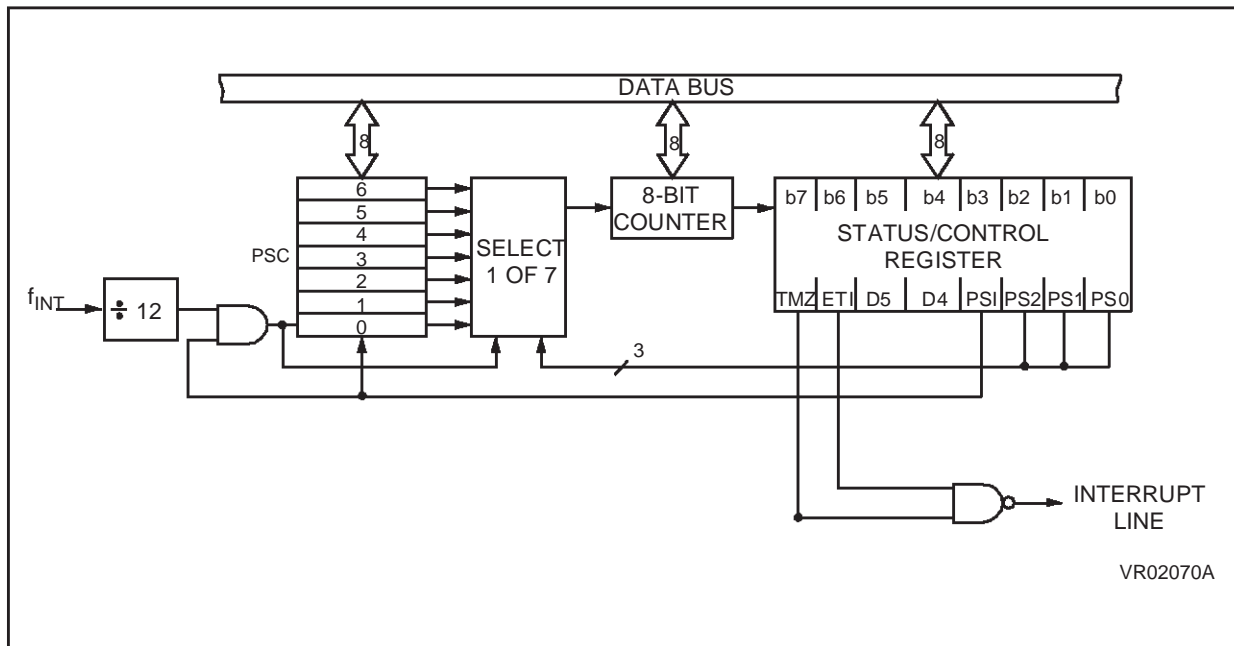 DATA BUS
8
8
8
6
5
4
3
2
1
0
PSC
SELECT
1 OF 7
8-BIT
COUNTER
b7 b6 b5 b4 b3 b2 b1 b0
STATUS/CONTROL
REGISTER
TMZ ETI D5 D4 PSI PS2 PS1 PS0
fINT
÷ 12
3
INTERRUPT
LINE
VR02070A